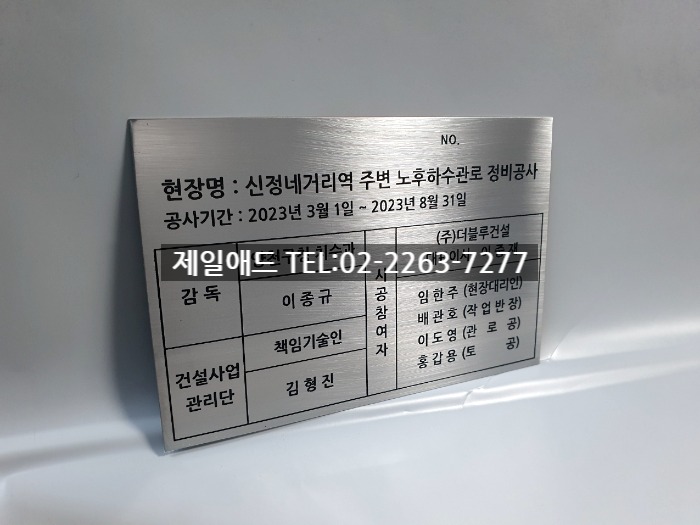 NO.
현장명 : 신정네거리역 주변 노후하수관로 정비공사
공사기간 : 2023년 3월 1일 ~ 2023년 8월 31일
감독
이종규
책임기술인
건설사업
관리단
김형진
시공참여자
(주)더블루건설
임한주 (현장대리인)
배관호 (작업반장)
이도영 (관로공)
홍갑용 (토 공)
제일애드 TEL:02-2263-7277